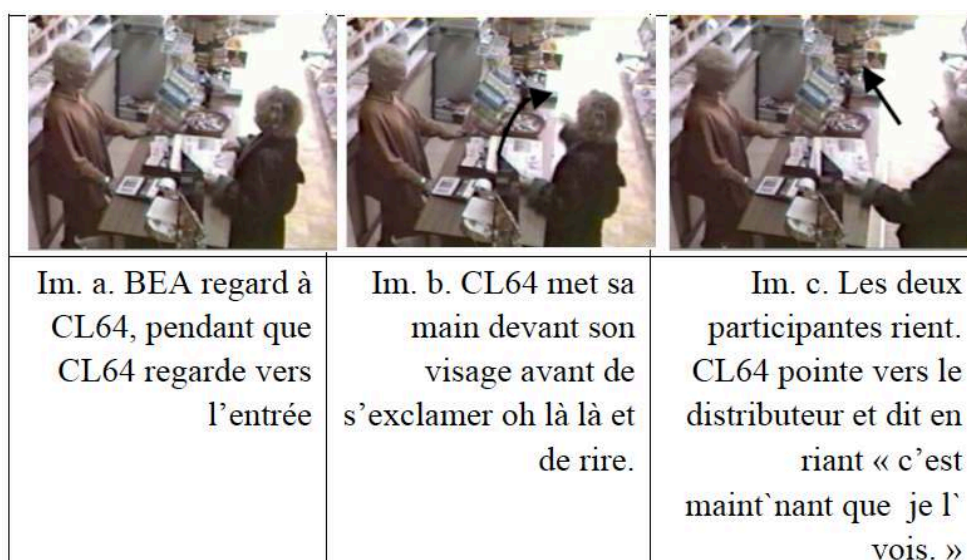 Im. a. BEA regard à
CL64, pendant que
CL64 regarde vers
l’entrée
Im. b. CL64 met sa
main devant son
visage avant de
s’exclamer oh là là et
de rire.
Im. c. Les deux
participantes rient.
CL64 pointe vers le
distributeur et dit en
riant « c’est
maint`nant que je l`
vois. »